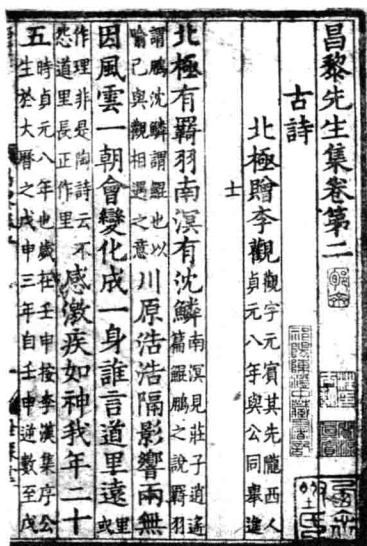 昌黎先生集卷第二
古詩
北極贈李觀觀字元賓其先隴西人貞元八年與公同舉進
士
北極有羇羽南溟有沈鱗南溟見莊子逍遙篇鯤鵬之說羇羽
謂鵬沈鱗謂鯤也以喻己與觀相遇之意川原浩浩隔影響兩無
因風雲一朝會變化成一身誰言道里遠里或
作理非是陶詩云不怨道里長正作里感激疾如神我年二十
五時貞元八年也歲在壬申按李漢集序公生於大曆之戊申三年自壬申逆數至戊